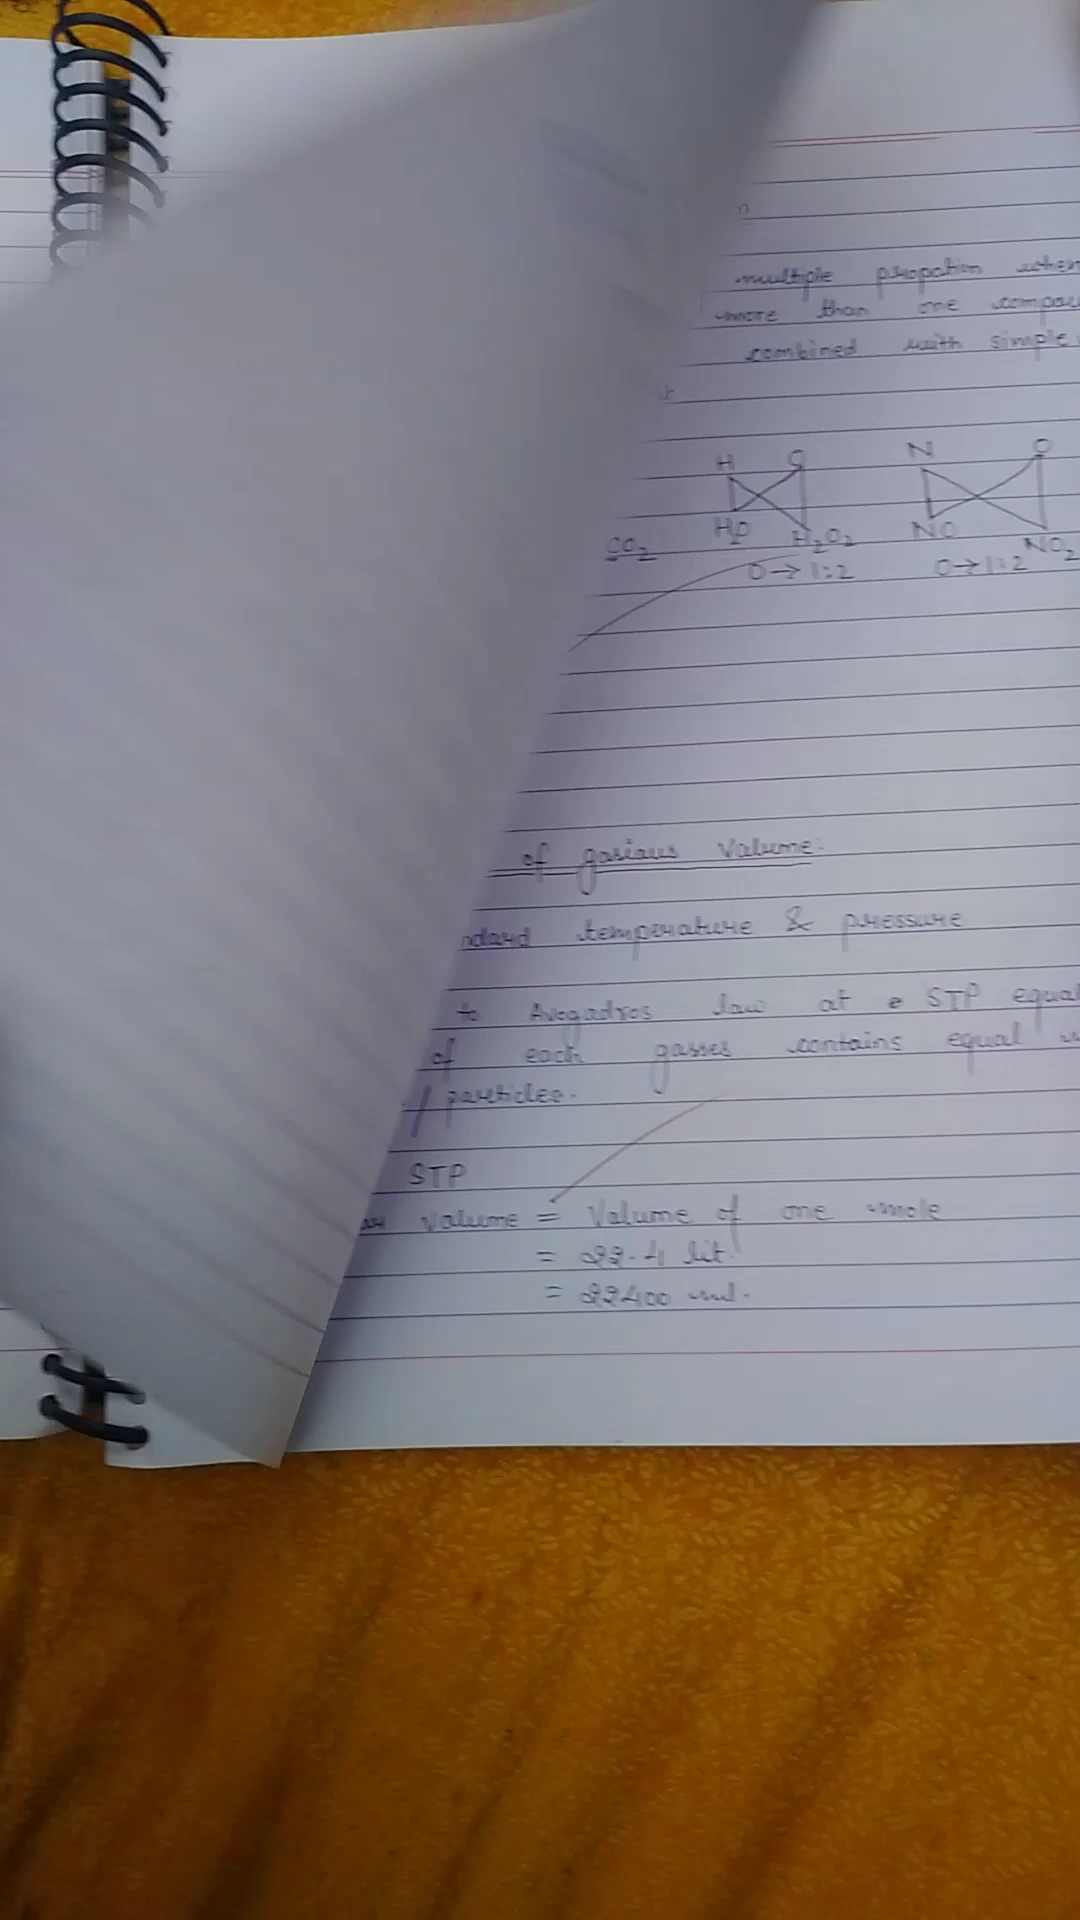 n
multiple propation when
more than one compou
combined with simple
H O N O
CO2 H2O H2O2 NO NO2
O→1:2 O→1:2
of gasious Volume:
ndard temperature & pressure
to Avogadros law at e STP equal
of each gasses contains equal
/ particles.
STP
ar Volume = Volume of one mole
= 22.4 lit.
= 22400 ml.